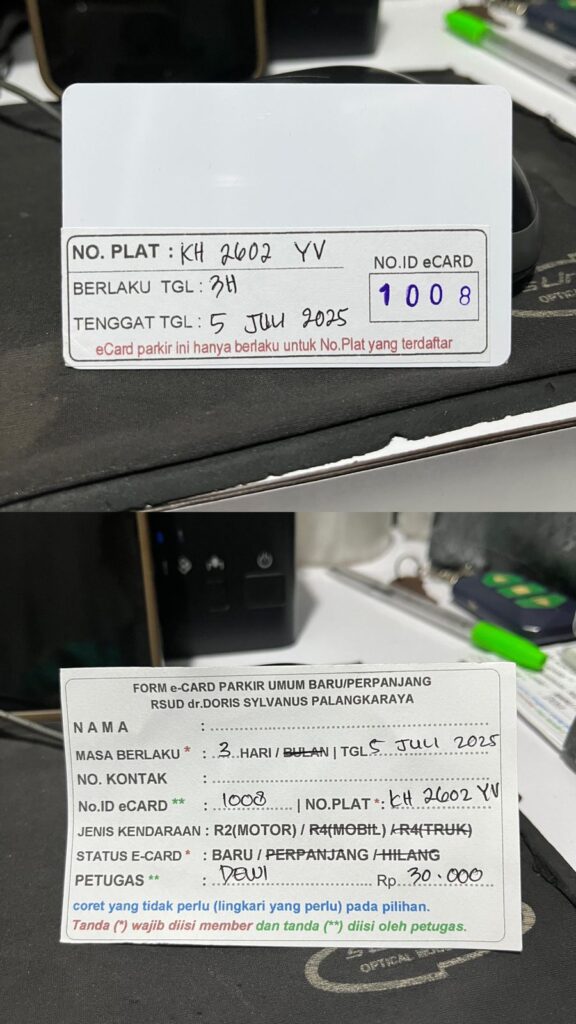 NO. PLAT : KH 2602 YV
BERLAKU TGL : 3H
TENGGAT TGL : 5 JULI 2025
NO.ID eCARD
1008
eCard parkir ini hanya berlaku untuk No.Plat yang terdaftar
OPTICAL
FORM e-CARD PARKIR UMUM BARU/PERPANJANG
RSUD dr.DORIS SYLVANUS PALANGKARAYA
N A M A :
MASA BERLAKU * : 3 HARI / BULAN | TGL 5 JULI 2025
NO. KONTAK :
No.ID eCARD ** : 1008 | NO.PLAT *: KH 2602 YV
JENIS KENDARAAN : R2(MOTOR) / R4(MOBIL) / R4(TRUK)
STATUS E-CARD * : BARU / PERPANJANG / HILANG
PETUGAS ** : DEWI Rp. 30.000
coret yang tidak perlu (lingkari yang perlu) pada pilihan.
Tanda (*) wajib diisi member dan tanda (**) diisi oleh petugas.
OPTICAL